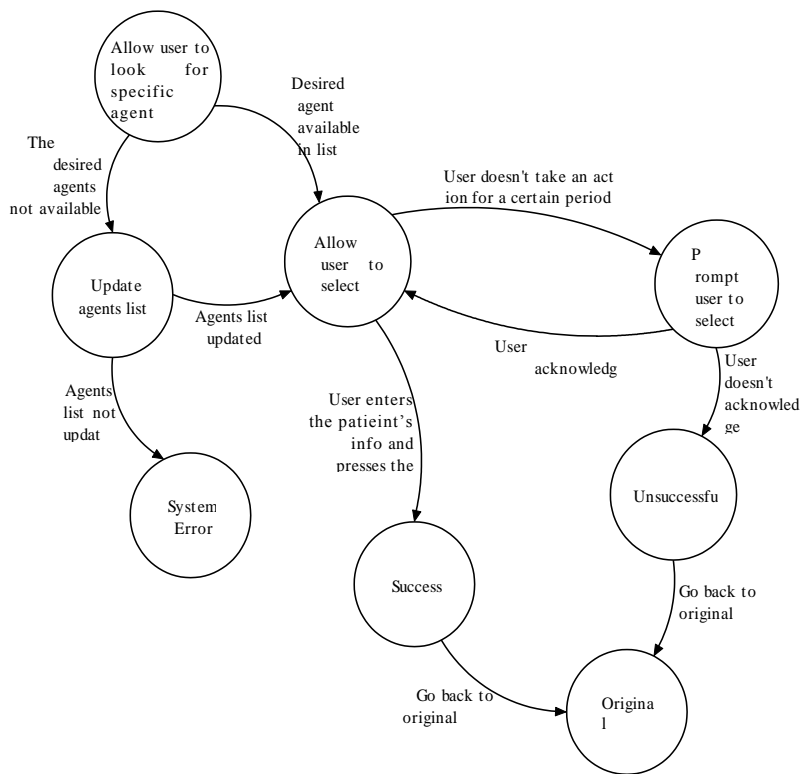 Allow user to
look for
specific
agent
Desired
agent
available
in list
The
desired
agents
not available
User doesn't take an act
ion for a certain period
Allow
user to
select
P
rompt
user to
select
Update
agents list
Agents list
updated
User
acknowledg
User
doesn't
acknowled
ge
Agents
list not
updat
User enters
the patieint's
info and
presses the
System
Error
Unsuccessfu
Success
Go back to
original
Go back to
original
Origina
l